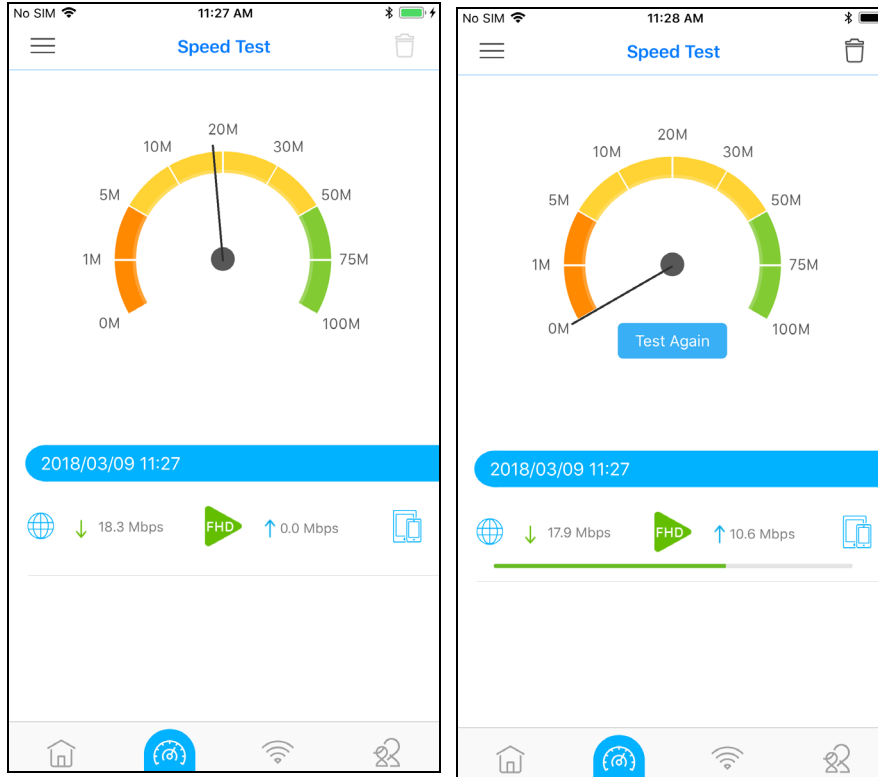 No SIM 11:27 AM
Speed Test
20M
10M 30M
5M 50M
1M 75M
0M 100M
2018/03/09 11:27
18.3 Mbps FHD 0.0 Mbps
No SIM 11:28 AM
Speed Test
20M
10M 30M
5M 50M
1M 75M
0M 100M
Test Again
2018/03/09 11:27
17.9 Mbps FHD 10.6 Mbps